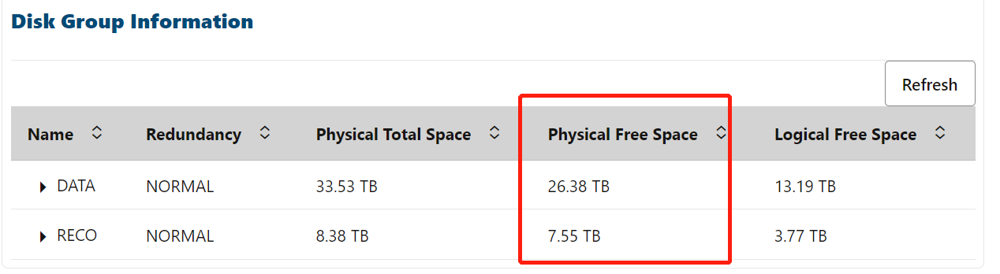 Disk Group Information
Refresh
Name Redundancy Physical Total Space Physical Free Space Logical Free Space
DATA NORMAL 33.53 TB 26.38 TB 13.19 TB
RECO NORMAL 8.38 TB 7.55 TB 3.77 TB